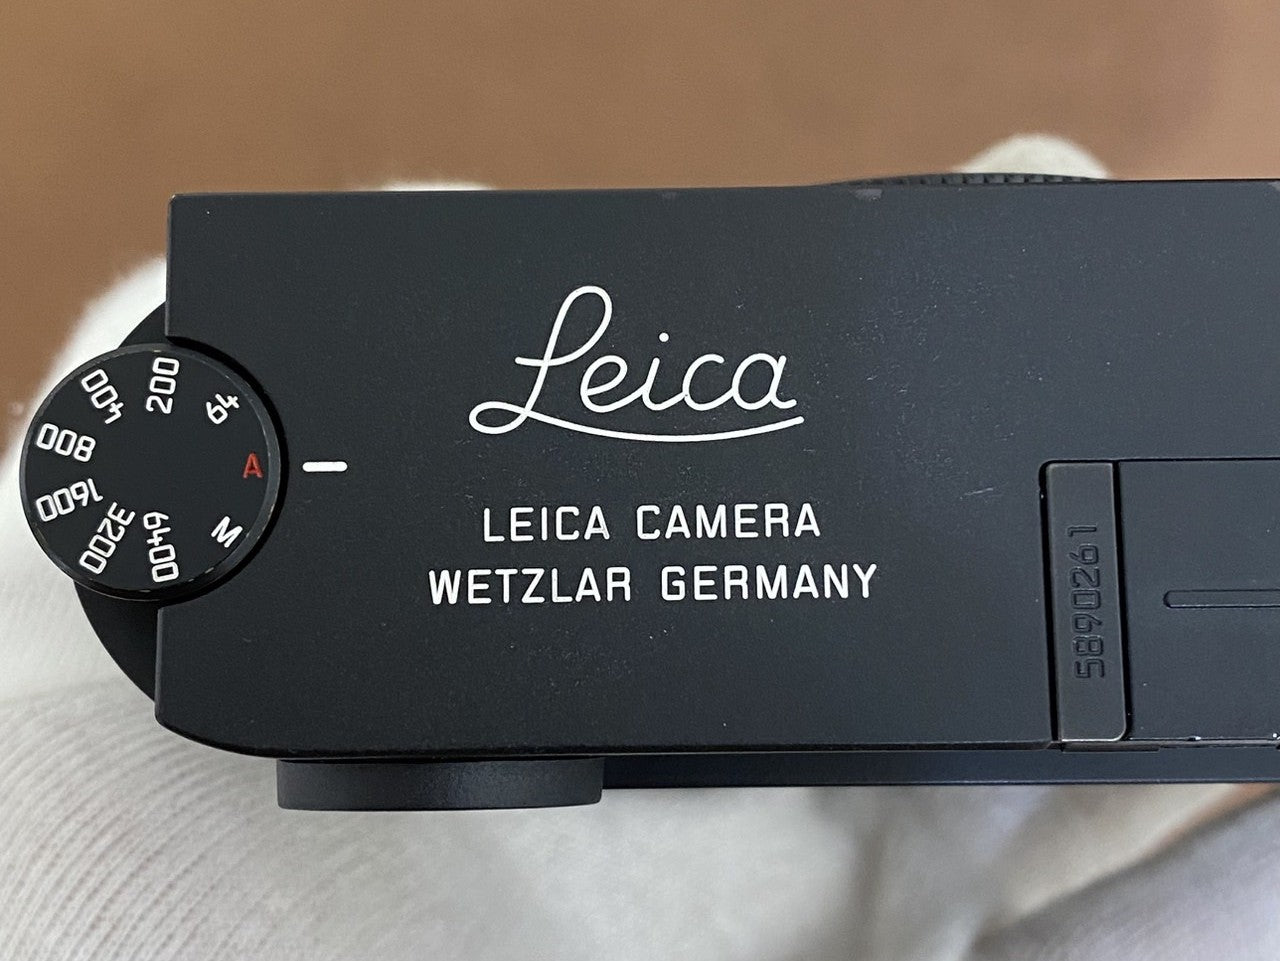 Leica
LEICA CAMERA
WETZLAR GERMANY
A
64
200
400
800
1600
3200
6400
M
5890261